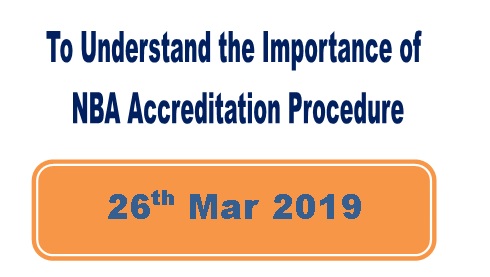 To Understand the Importance of
NBA Accreditation Procedure
26th Mar 2019